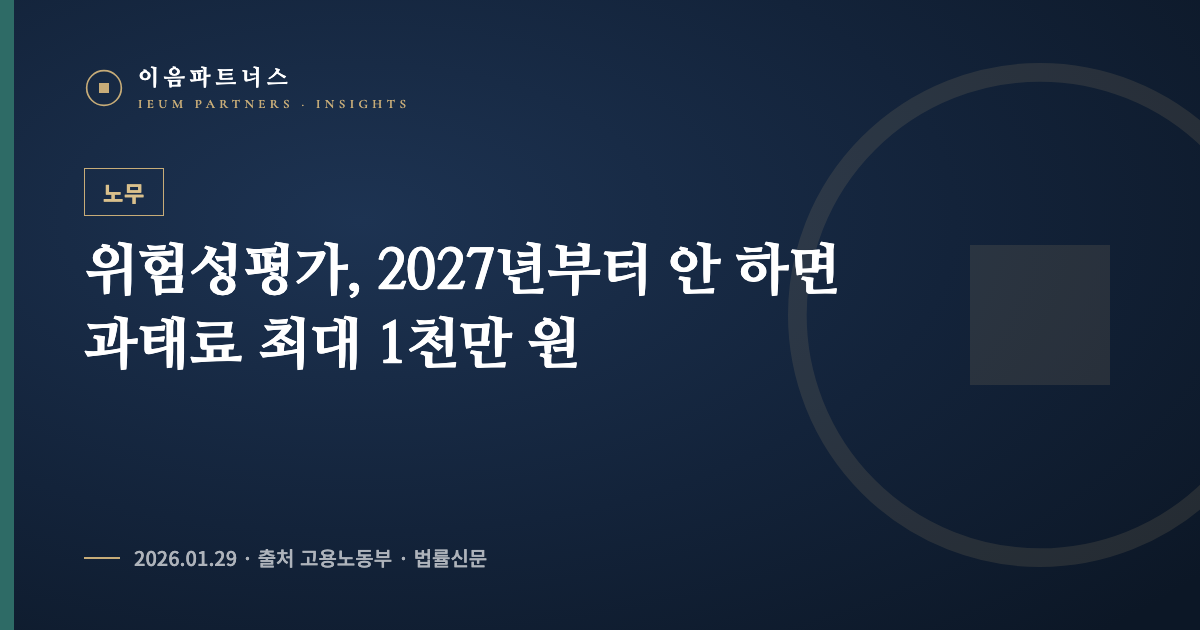 이음파트너스
IEUM PARTNERS · INSIGHTS
노무
위험성평가, 2027년부터 안 하면
과태료 최대 1천만 원
2026.01.29 · 출처 고용노동부 · 법률신문